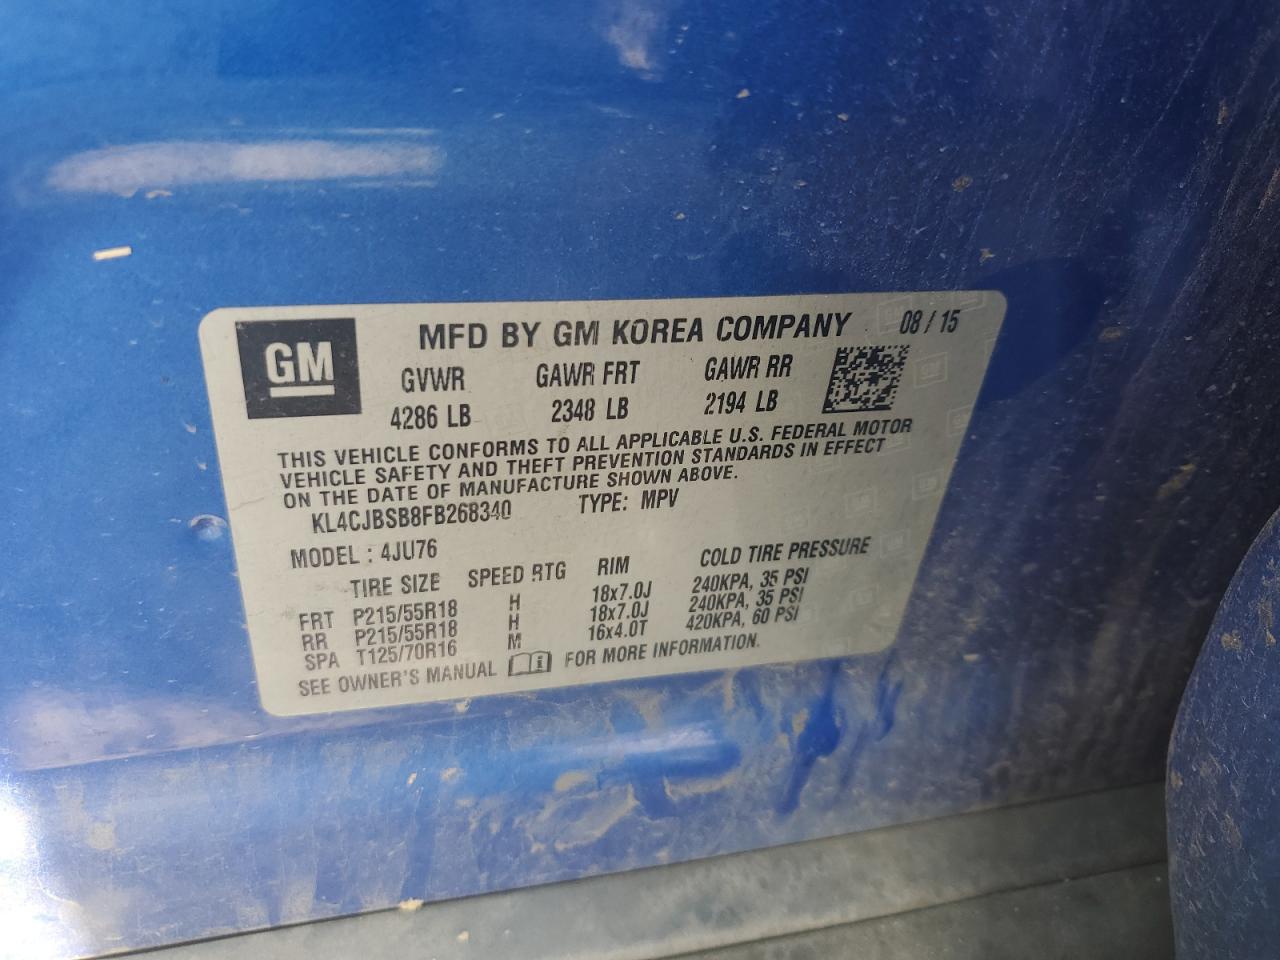 GM
MFD BY GM KOREA COMPANY 08 / 15
GVWR GAWR FRT GAWR RR
4286 LB 2348 LB 2194 LB
THIS VEHICLE CONFORMS TO ALL APPLICABLE U.S. FEDERAL MOTOR
VEHICLE SAFETY AND THEFT PREVENTION STANDARDS IN EFFECT
ON THE DATE OF MANUFACTURE SHOWN ABOVE.
KL4CJBSB8FB268340 TYPE: MPV
MODEL : 4JU76
TIRE SIZE SPEED RTG RIM COLD TIRE PRESSURE
FRT P215/55R18 H 18x7.0J 240KPA, 35 PSI
RR P215/55R18 H 18x7.0J 240KPA, 35 PSI
SPA T125/70R16 M 16x4.0T 420KPA, 60 PSI
SEE OWNER'S MANUAL FOR MORE INFORMATION.